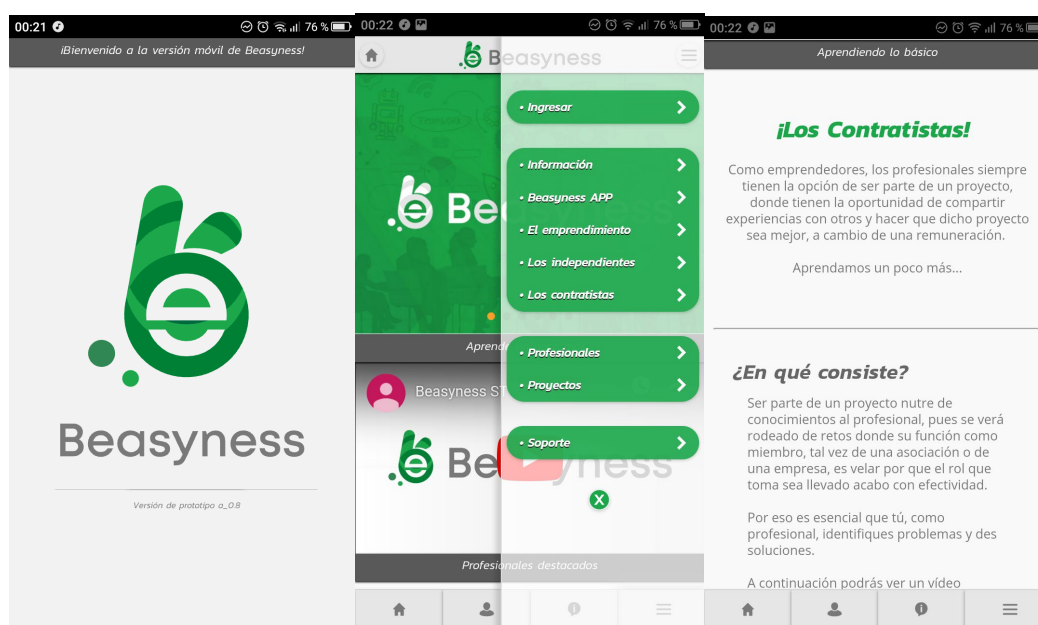 00:21
76 %
¡Bienvenido a la versión móvil de Beasyness!
Beasyness
Versión de prototipo a_0.8
00:22
76 %
Beasyness
• Ingresar
• Información
• Beasyness APP
• El emprendimiento
• Los independientes
• Los contratistas
• Profesionales
• Proyectos
• Soporte
X
Be
Aprend
Beasyness ST
Beasyness
Profesionales destacados
00:22
76 %
Aprendiendo lo básico
¡Los Contratistas!
Como emprendedores, los profesionales siempre
tienen la opción de ser parte de un proyecto,
donde tienen la oportunidad de compartir
experiencias con otros y hacer que dicho proyecto
sea mejor, a cambio de una remuneración.
Aprendamos un poco más...
¿En qué consiste?
Ser parte de un proyecto nutre de
conocimientos al profesional, pues se verá
rodeado de retos donde su función como
miembro, tal vez de una asociación o de
una empresa, es velar por que el rol que
toma sea llevado acabo con efectividad.
Por eso es esencial que tú, como
profesional, identifiques problemas y des
soluciones.
A continuación podrás ver un vídeo